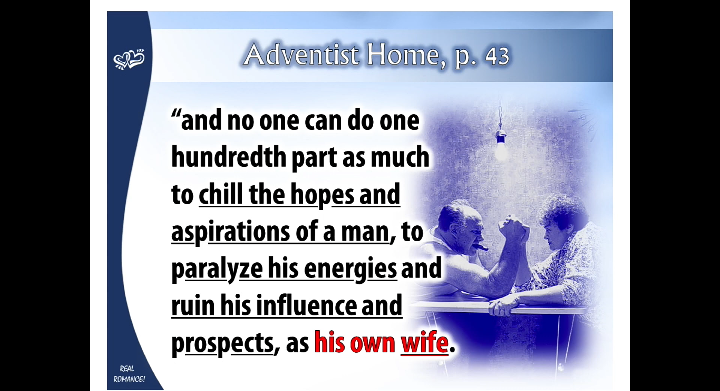 Adventist Home, p. 43
“and no one can do one
hundredth part as much
to chill the hopes and
aspirations of a man, to
paralyze his energies and
ruin his influence and
prospects, as his own wife.
REAL
ROMANCE!